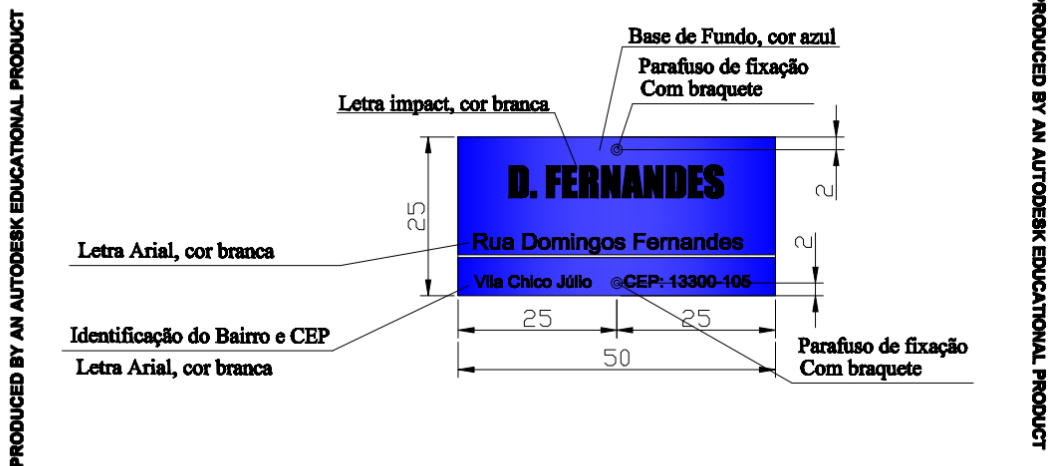 PRODUCED BY AN AUTODESK EDUCATIONAL PRODUCT
PRODUCED BY AN AUTODESK EDUCATIONAL PRODUCT
Base de Fundo, cor azul
Parafuso de fixação
Com braquete
Letra impact, cor branca
D. FERNANDES
25
2
Letra Arial, cor branca
Rua Domingos Fernandes
2
Vila Chico Júlio
CEP: 13300-105
25
25
Identificação do Bairro e CEP
Letra Arial, cor branca
50
Parafuso de fixação
Com braquete